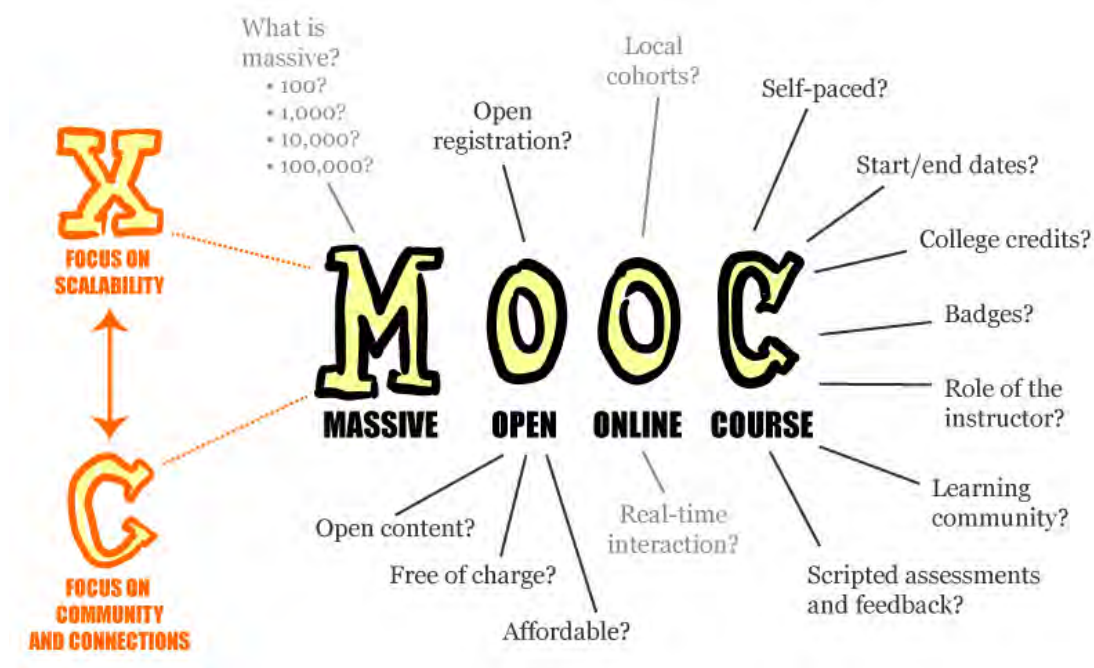 What is
massive?
• 100?
• 1,000?
• 10,000?
• 100,000?
Open
registration?
Local
cohorts?
Self-paced?
Start/end dates?
College credits?
Badges?
Role of the
instructor?
Learning
community?
Scripted assessments
and feedback?
X
FOCUS ON
SCALABILITY
C
FOCUS ON
COMMUNITY
AND CONNECTIONS
MOOC
MASSIVE OPEN ONLINE COURSE
Open content?
Free of charge?
Affordable?
Real-time
interaction?